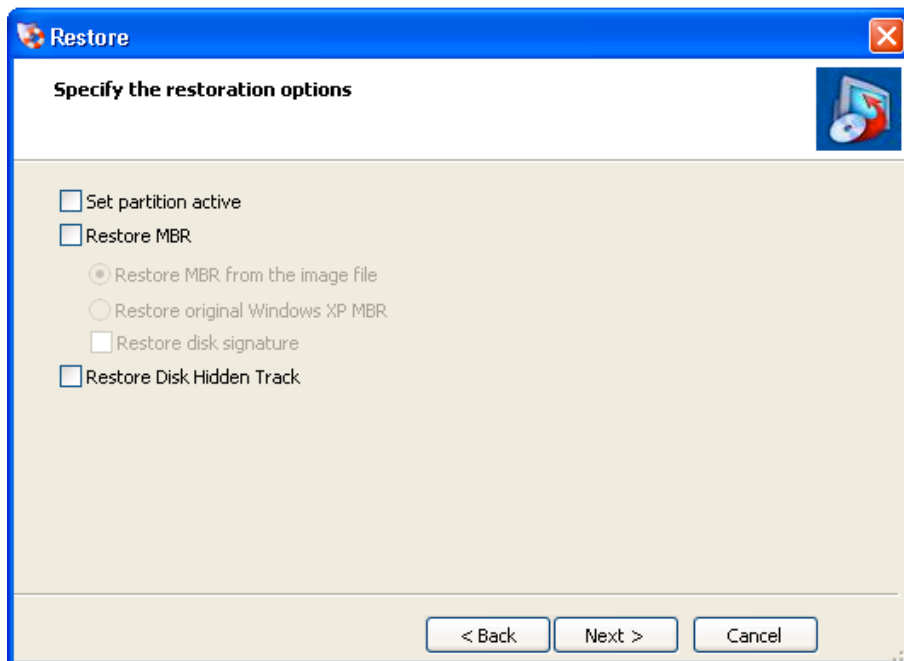 Restore
Specify the restoration options
Set partition active
Restore MBR
Restore MBR from the image file
Restore original Windows XP MBR
Restore disk signature
Restore Disk Hidden Track
< Back Next > Cancel